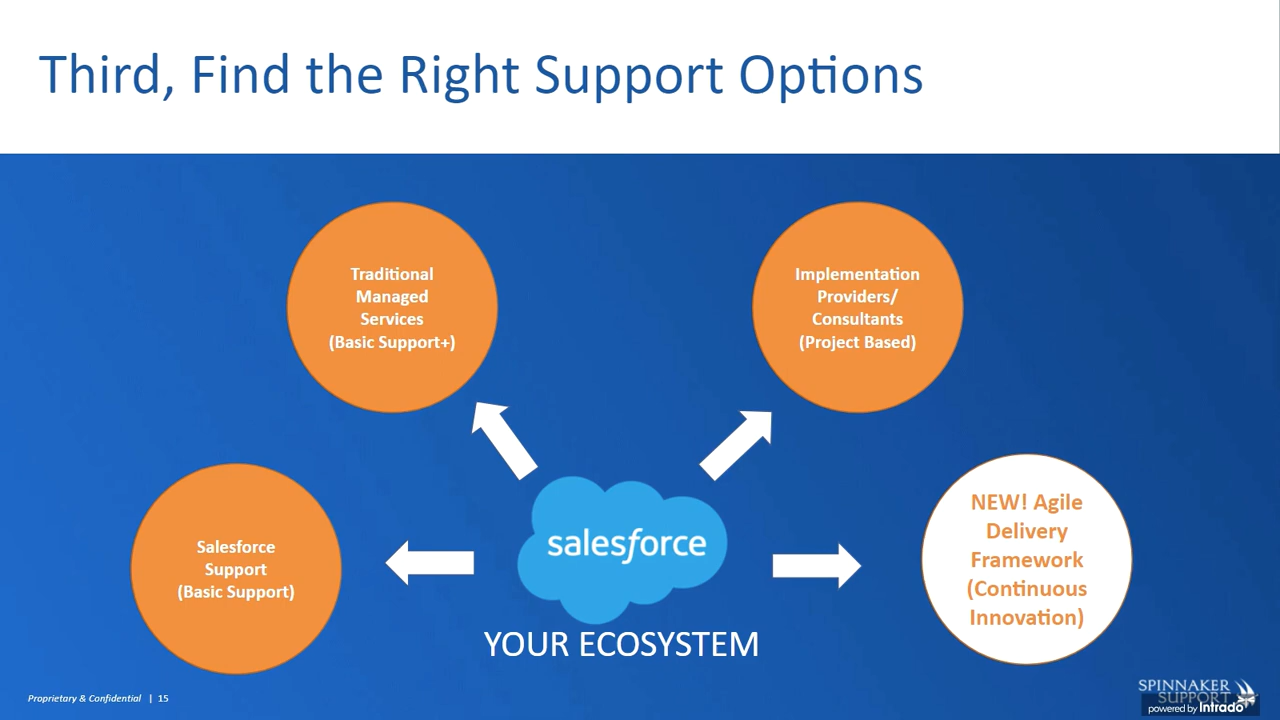 Third, Find the Right Support Options
Traditional
Managed
Services
(Basic Support+)
Implementation
Providers/
Consultants
(Project Based)
Salesforce
Support
(Basic Support)
salesforce
YOUR ECOSYSTEM
NEW! Agile
Delivery
Framework
(Continuous
Innovation)
Proprietary & Confidential | 15
SPINNAKER
SUPPORT
powered by Intrado